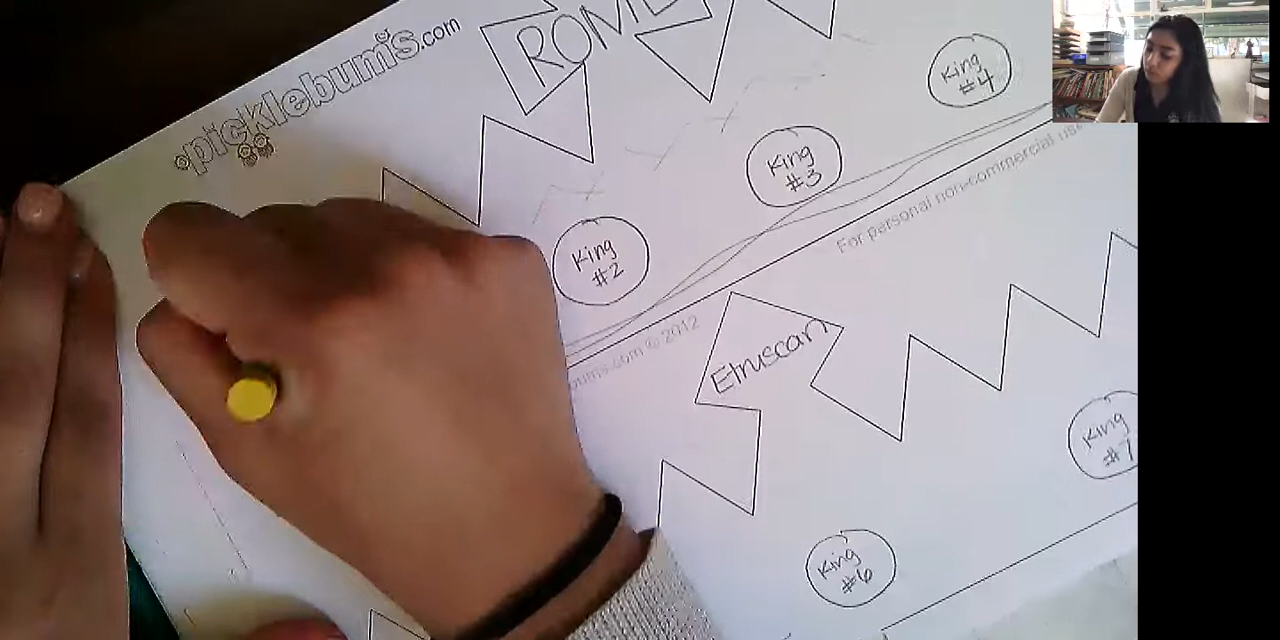 picklebums.com
ROME
King
#4
King
#3
King
#2
For personal non-commercial use
bums.com © 2012
Etruscan
King
#7
King
#6